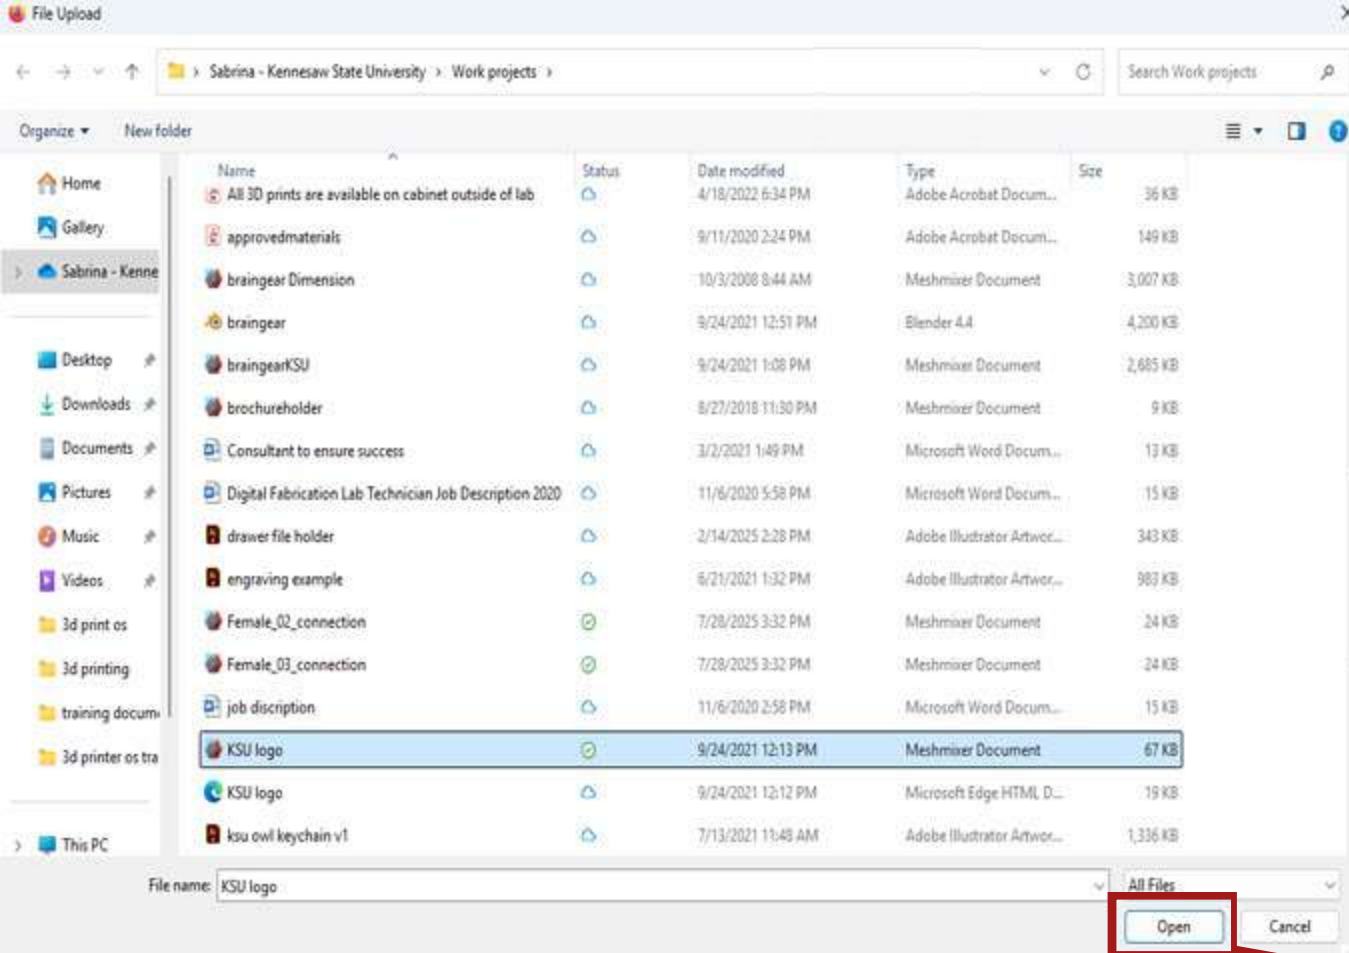 File Upload
Sabrina - Kennesaw State University > Work projects >
Search Work projects
Organize
New folder
Home
Gallery
Sabrina - Kenne
Desktop
Downloads
Documents
Pictures
Music
Videos
3d print os
3d printing
training docum
3d printer os tra
This PC
Name Status Date modified Type Size
All 3D prints are available on cabinet outside of lab 4/18/2022 6:34 PM Adobe Acrobat Docum... 36 KB
approvedmaterials 9/11/2020 2:24 PM Adobe Acrobat Docum... 149 KB
braingear Dimension 10/3/2008 8:44 AM Meshmixer Document 3,007 KB
braingear 9/24/2021 12:51 PM Blender 4.4 4,200 KB
braingearKSU 9/24/2021 1:08 PM Meshmixer Document 2,685 KB
brochureholder 8/27/2018 11:30 PM Meshmixer Document 9 KB
Consultant to ensure success 3/2/2021 1:49 PM Microsoft Word Docum... 13 KB
Digital Fabrication Lab Technician Job Description 2020 11/6/2020 5:58 PM Microsoft Word Docum... 15 KB
drawer file holder 2/14/2025 2:28 PM Adobe Illustrator Artwor... 343 KB
engraving example 6/21/2021 1:32 PM Adobe Illustrator Artwor... 983 KB
Female_02_connection 7/28/2025 3:32 PM Meshmixer Document 24 KB
Female_03_connection 7/28/2025 3:32 PM Meshmixer Document 24 KB
job discription 11/6/2020 2:58 PM Microsoft Word Docum... 15 KB
KSU logo 9/24/2021 12:13 PM Meshmixer Document 67 KB
KSU logo 9/24/2021 12:12 PM Microsoft Edge HTML D... 19 KB
ksu owl keychain v1 7/13/2021 11:48 AM Adobe Illustrator Artwor... 1,336 KB
File name: KSU logo
All Files
Open
Cancel